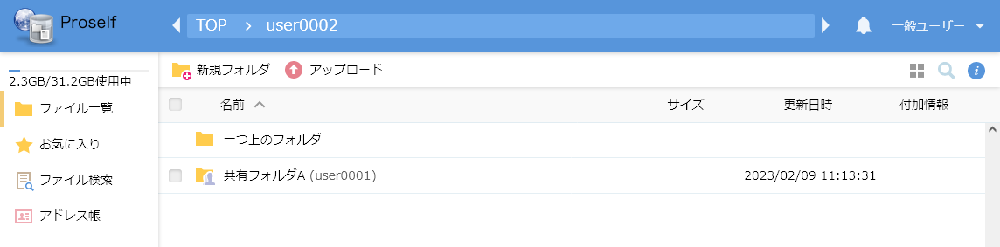 Proself
TOP > user0002
一般ユーザー
2.3GB/31.2GB使用中
ファイル一覧
お気に入り
ファイル検索
アドレス帳
新規フォルダ アップロード
名前 サイズ 更新日時 付加情報
一つ上のフォルダ
共有フォルダA (user0001) 2023/02/09 11:13:31